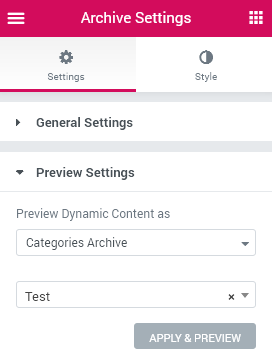 Archive Settings
Settings
Style
General Settings
Preview Settings
Preview Dynamic Content as
Categories Archive
Test
×
APPLY & PREVIEW